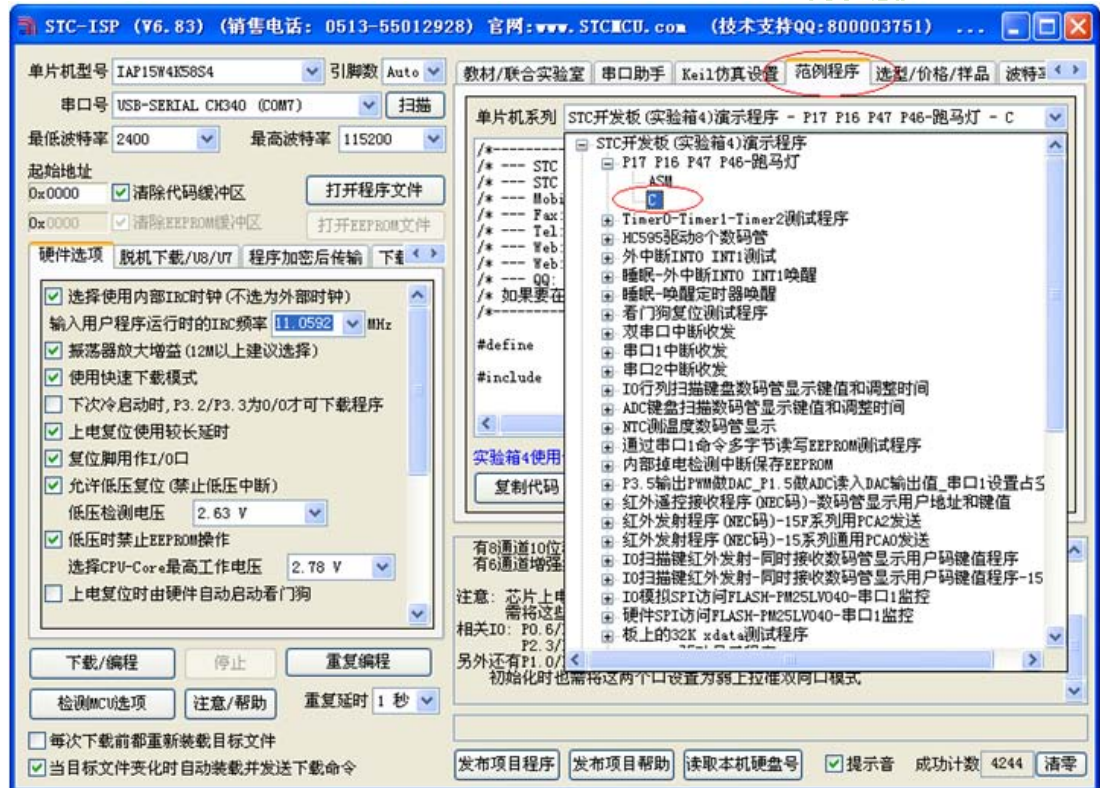 STC-ISP (V6.83) (销售电话: 0513-55012928) 官网:www.STCMCU.com (技术支持QQ:800003751) ...
单片机型号 IAP15W4K58S4 引脚数 Auto
串口号 USB-SERIAL CH340 (COM7) 扫描
最低波特率 2400 最高波特率 115200
起始地址
0x0000 清除代码缓冲区 打开程序文件
0x0000 清除EEPROM缓冲区 打开EEPROM文件
硬件选项 脱机下载/U8/U7 程序加密后传输
选择使用内部IRC时钟(不选为外部时钟)
输入用户程序运行时的IRC频率 11.0592 MHz
振荡器放大增益(12M以上建议选择)
使用快速下载模式
下次冷启动时,P3.2/P3.3为0/0才可下载程序
上电复位使用较长延时
复位脚用作I/O口
允许低压复位(禁止低压中断)
低压检测电压 2.63 V
低压时禁止EEPROM操作
选择CPU-Core最高工作电压 2.78 V
上电复位时由硬件自动启动看门狗
下载/编程 停止 重复编程
检测MCU选项 注意/帮助 重复延时 1 秒
每次下载前都重新装载目标文件
当目标文件变化时自动装载并发送下载命令
教材/联合实验室 串口助手 Keil仿真设置 范例程序 选型/价格/样品 波特率
单片机系列 STC开发板(实验箱4)演示程序 - P17 P16 P47 P46-跑马灯 - C
/*---
/* --- STC
/* --- STC
/* --- Mobi
/* --- Fax:
/* --- Tel:
/* --- Web:
/* --- Web:
/* --- QQ:
/* 如果要在
/*---
#define
#include
实验箱4使用
复制代码
STC开发板(实验箱4)演示程序
P17 P16 P47 P46-跑马灯
ASM
C
Timer0-Timer1-Timer2测试程序
HC595驱动8个数码管
外中断INT0 INT1测试
睡眠-外中断INT0 INT1唤醒
睡眠-唤醒定时器唤醒
看门狗复位测试程序
双串口中断收发
串口1中断收发
串口2中断收发
IO行列扫描键盘数码管显示键值和调整时间
ADC键盘扫描数码管显示键值和调整时间
NTC测温度数码管显示
通过串口1命令多字节读写EEPROM测试程序
内部掉电检测中断保存EEPROM
P3.5输出PWM做DAC_P1.5做ADC读入DAC输出值_串口1设置占空
红外遥控接收程序(NEC码)-数码管显示用户地址和键值
红外发射程序(NEC码)-15F系列用PCA2发送
红外发射程序(NEC码)-15系列通用PCA0发送
IO扫描键红外发射-同时接收数码管显示用户码键值程序
IO扫描键红外发射-同时接收数码管显示用户码键值程序-15
IO模拟SPI访问FLASH-PM25LV040-串口1监控
硬件SPI访问FLASH-PM25LV040-串口1监控
板上的32K xdata测试程序
有8通道10位
有6通道增强
注意: 芯片上电
需将这些
相关IO: P0.6/
P2.3/
另外还有P1.0/
初始化时也需将这两个口设置为弱上拉准双向口模式
发布项目程序 发布项目帮助 读取本机硬盘号 提示音 成功计数 4244 清零